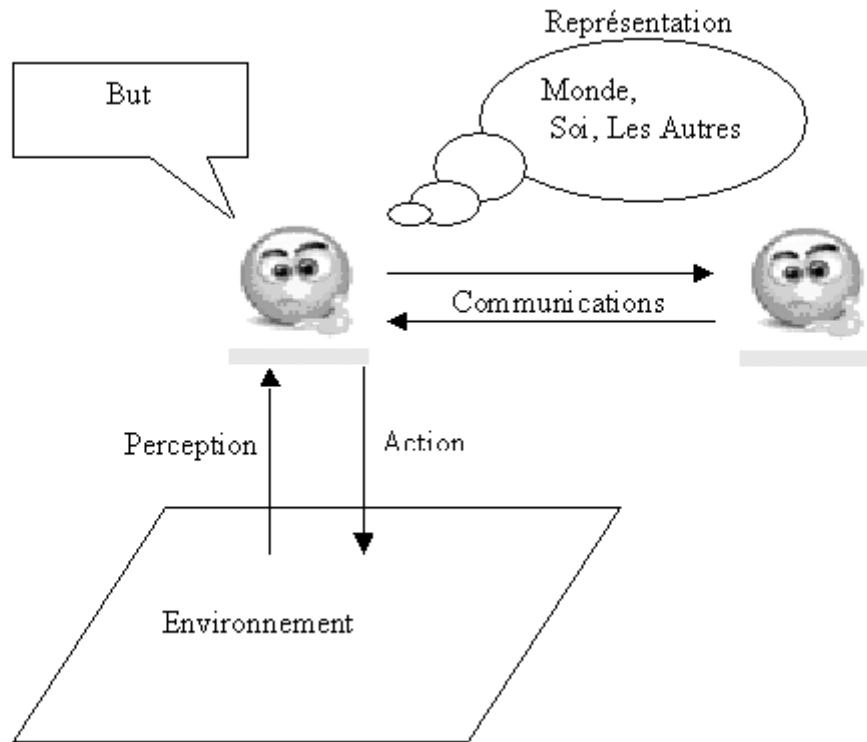 Représentation
But
Monde,
Soi, Les Autres
Communications
Perception
Action
Environnement